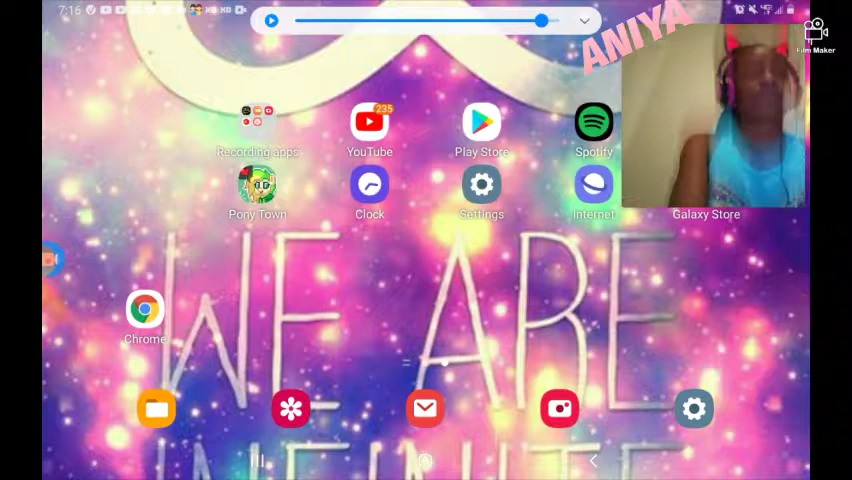 7:16
ANIYA
Film Maker
235
Recording apps
YouTube
Play Store
Spotify
Pony Town
Clock
Settings
Internet
Galaxy Store
WE ARE
Chrome
INFINITE